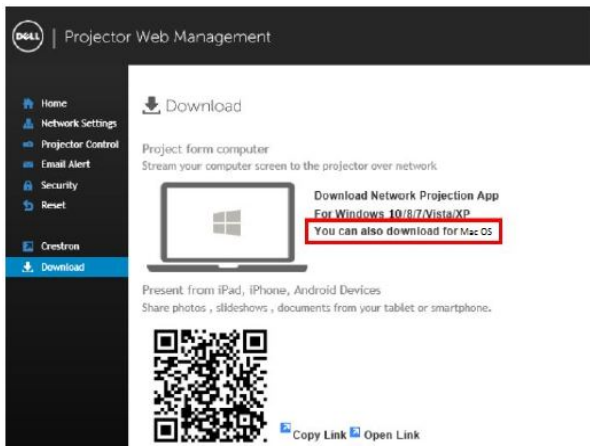 DELL | Projector Web Management
Home
Network Settings
Projector Control
Email Alert
Security
Reset
Crestron
Download
Download
Project form computer
Stream your computer screen to the projector over network
Download Network Projection App
For Windows 10/8/7/Vista/XP
You can also download for Mac OS
Present from iPad, iPhone, Android Devices
Share photos , slideshows , documents from your tablet or smartphone.
Copy Link Open Link